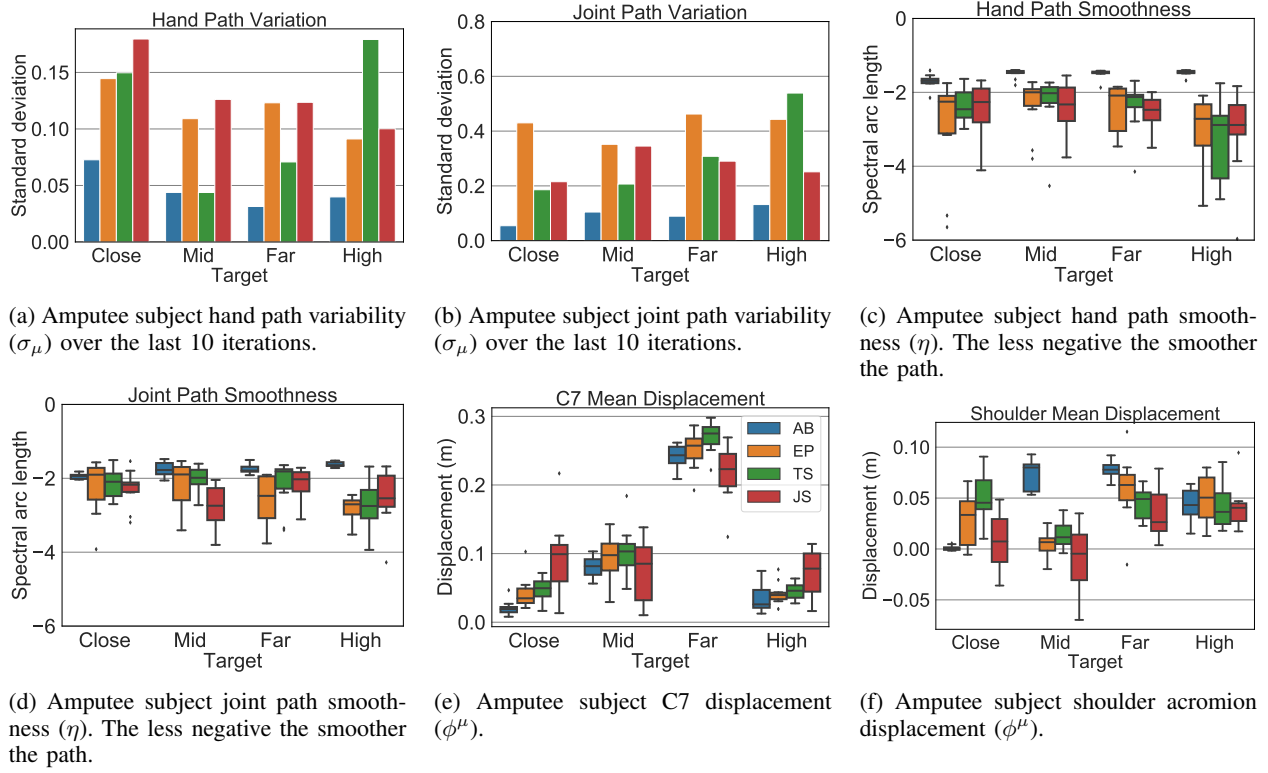 Hand Path Variation
Standard deviation
0.15
0.10
0.05
0.00
Close Mid Far High
Target
(a) Amputee subject hand path variability
(σμ) over the last 10 iterations.
Joint Path Variation
Standard deviation
0.8
0.6
0.4
0.2
0.0
Close Mid Far High
Target
(b) Amputee subject joint path variability
(σμ) over the last 10 iterations.
Hand Path Smoothness
Spectral arc length
0
−2
−4
−6
Close Mid Far High
Target
(c) Amputee subject hand path smooth-
ness (η). The less negative the smoother
the path.
Joint Path Smoothness
Spectral arc length
0
−2
−4
−6
Close Mid Far High
Target
(d) Amputee subject joint path smooth-
ness (η). The less negative the smoother
the path.
C7 Mean Displacement
Displacement (m)
0.3
0.2
0.1
0.0
AB
EP
TS
JS
Close Mid Far High
Target
(e) Amputee subject C7 displacement
(ϕ^μ).
Shoulder Mean Displacement
Displacement (m)
0.10
0.05
0.00
−0.05
Close Mid Far High
Target
(f) Amputee subject shoulder acromion
displacement (ϕ^μ).